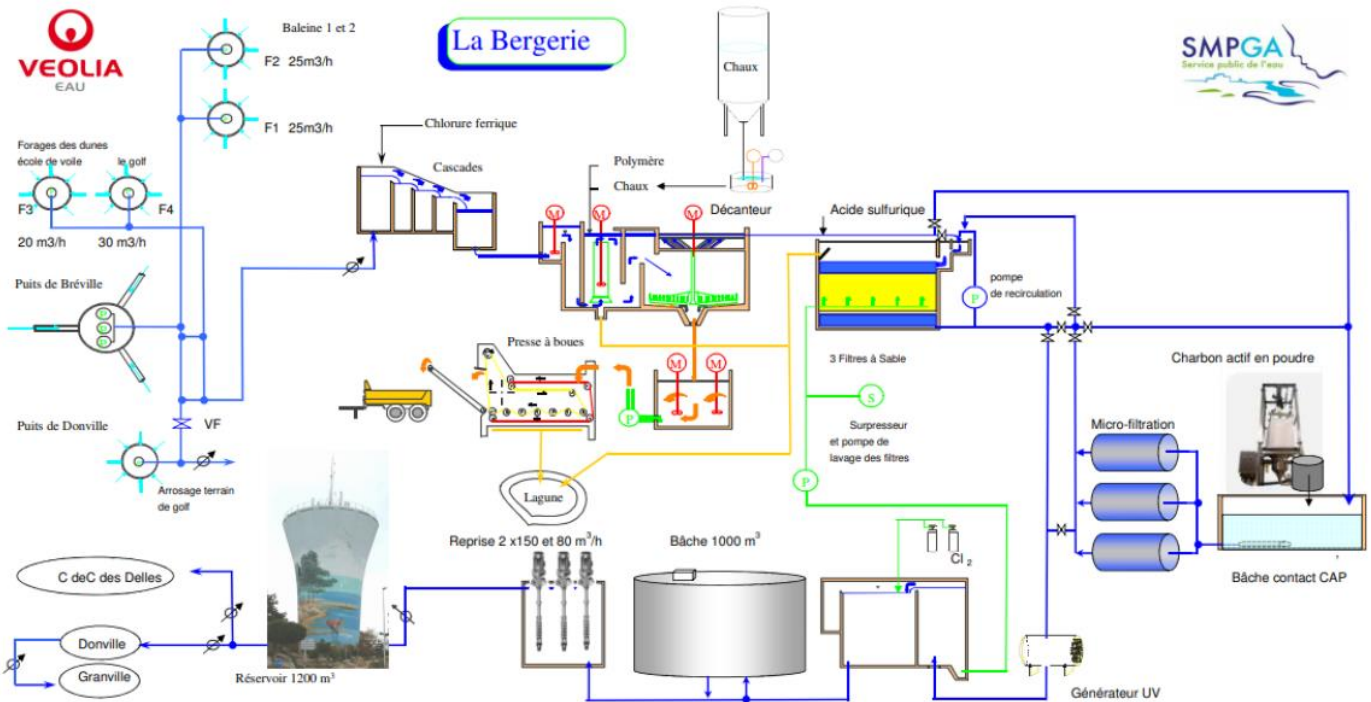 VEOLIA
EAU
Baleine 1 et 2
F2 25m3/h
F1 25m3/h
La Bergerie
Chaux
SMPGA
Service public de l'eau
Forages des dunes
école de voile
le golf
F3
F4
20 m3/h
30 m3/h
Chlorure ferrique
Cascades
Polymère
Chaux
Décanteur
Acide sulfurique
M
M
M
P
pompe
de recirculation
Puits de Bréville
P
P
P
Presse à boues
M
M
P
3 Filtres à Sable
S
Surpresseur
et pompe de
lavage des filtres
P
Charbon actif en poudre
Micro-filtration
Bâche contact CAP
Puits de Donville
VF
Arrosage terrain
de golf
Lagune
Reprise 2 x150 et 80 m³/h
Bâche 1000 m³
Cl 2
C deC des Delles
Donville
Granville
Réservoir 1200 m³
Générateur UV